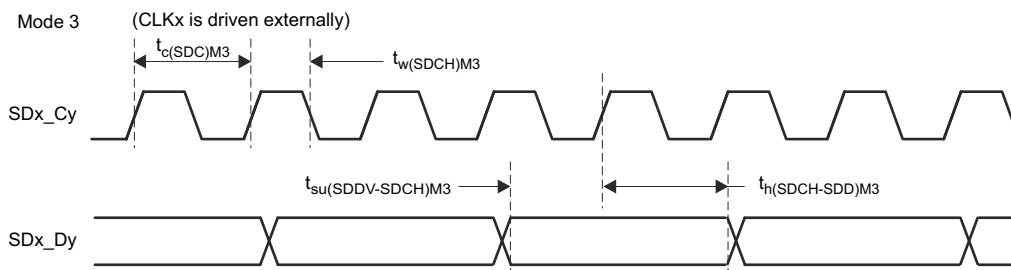 Mode 3 (CLKx is driven externally)
tc(SDC)M3
tw(SDCH)M3
SDx_Cy
tsu(SDDV-SDCH)M3
th(SDCH-SDD)M3
SDx_Dy